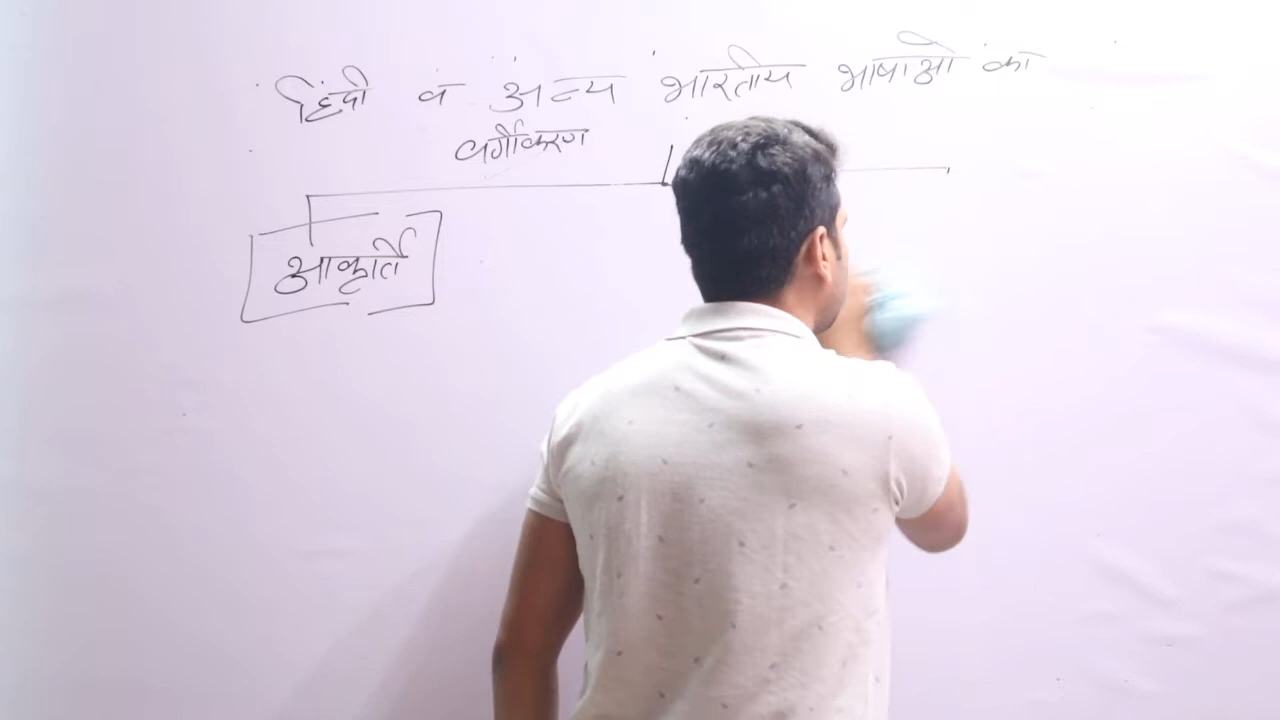 हिंदी व अन्य भारतीय भाषाओ का
वर्गीकरण
आकृति